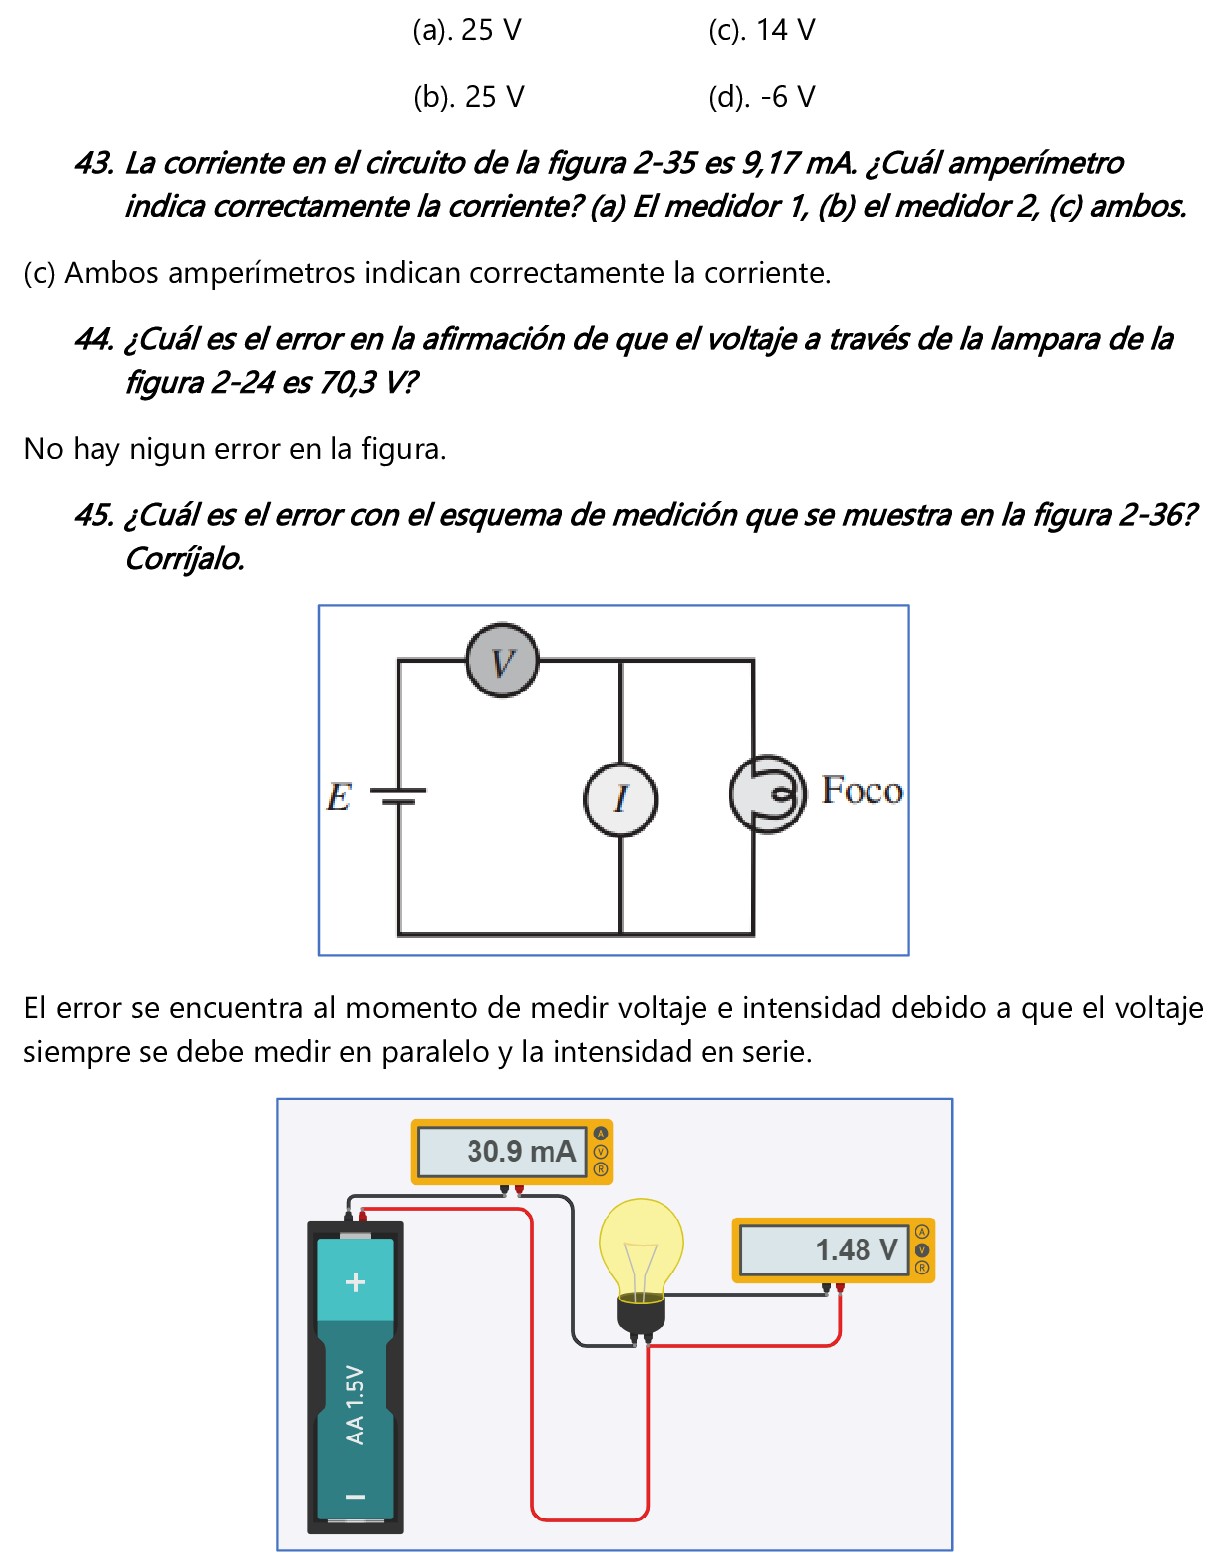 (a). 25 V (c). 14 V
(b). 25 V (d). -6 V
43. La corriente en el circuito de la figura 2-35 es 9,17 mA. ¿Cuál amperímetro
indica correctamente la corriente? (a) El medidor 1, (b) el medidor 2, (c) ambos.
(c) Ambos amperímetros indican correctamente la corriente.
44. ¿Cuál es el error en la afirmación de que el voltaje a través de la lampara de la
figura 2-24 es 70,3 V?
No hay nigun error en la figura.
45. ¿Cuál es el error con el esquema de medición que se muestra en la figura 2-36?
Corríjalo.
V
E
I
Foco
El error se encuentra al momento de medir voltaje e intensidad debido a que el voltaje
siempre se debe medir en paralelo y la intensidad en serie.
30.9 mA
A
V
R
1.48 V
A
V
R
+
AA 1.5V
–